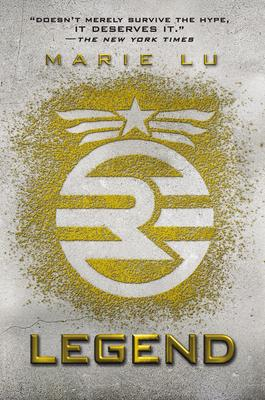 “DOESN’T MERELY SURVIVE THE HYPE,
IT DESERVES IT.”
—THE NEW YORK TIMES
MARIE LU
R
LEGEND